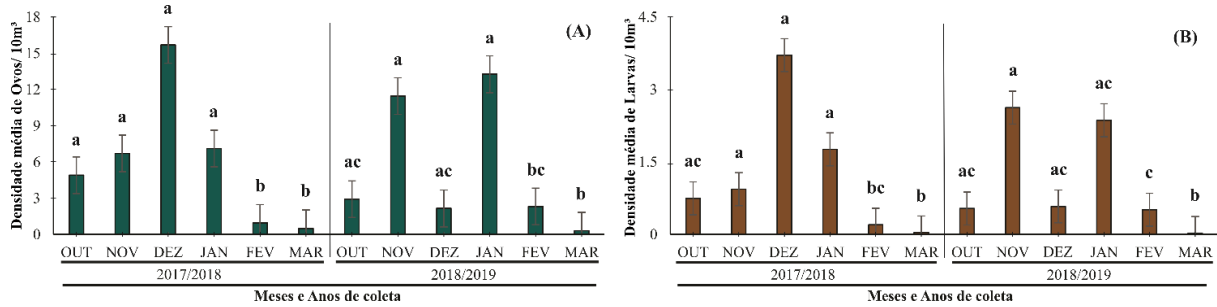 Densidade média de Ovos/ 10m³
18
15
12
9
6
3
0
(A)
a
a
a
a
b
b
ac
a
ac
a
bc
b
OUT NOV DEZ JAN FEV MAR OUT NOV DEZ JAN FEV MAR
2017/2018 2018/2019
Meses e Anos de coleta
Densidade média de Larvas/ 10m³
4.5
3
1.5
0
(B)
ac
a
a
a
bc
b
ac
a
ac
ac
c
b
OUT NOV DEZ JAN FEV MAR OUT NOV DEZ JAN FEV MAR
2017/2018 2018/2019
Meses e Anos de coleta